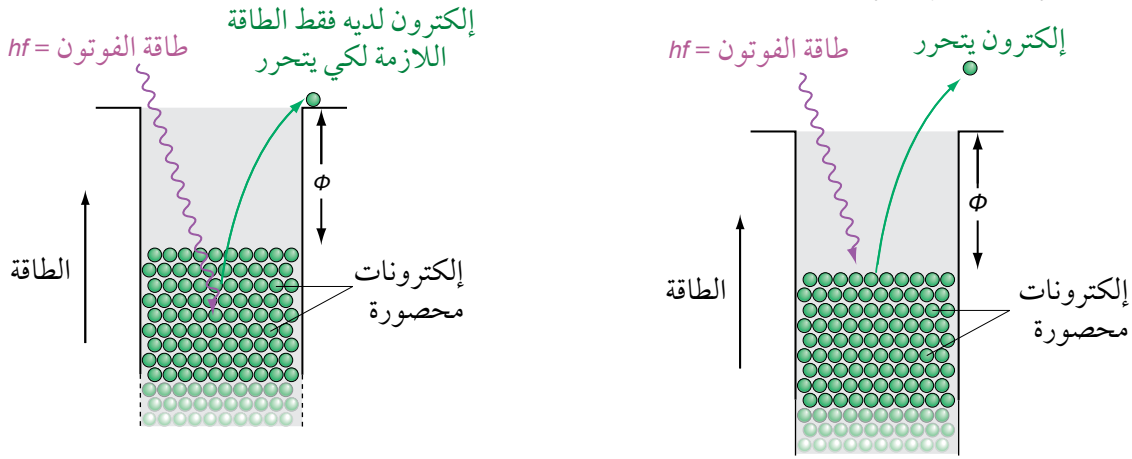 إلكترون لديه فقط الطاقة
اللازمة لكي يتحرر
طاقة الفوتون = hf
Φ
الطاقة
إلكترونات
محصورة
إلكترون يتحرر
طاقة الفوتون = hf
Φ
الطاقة
إلكترونات
محصورة